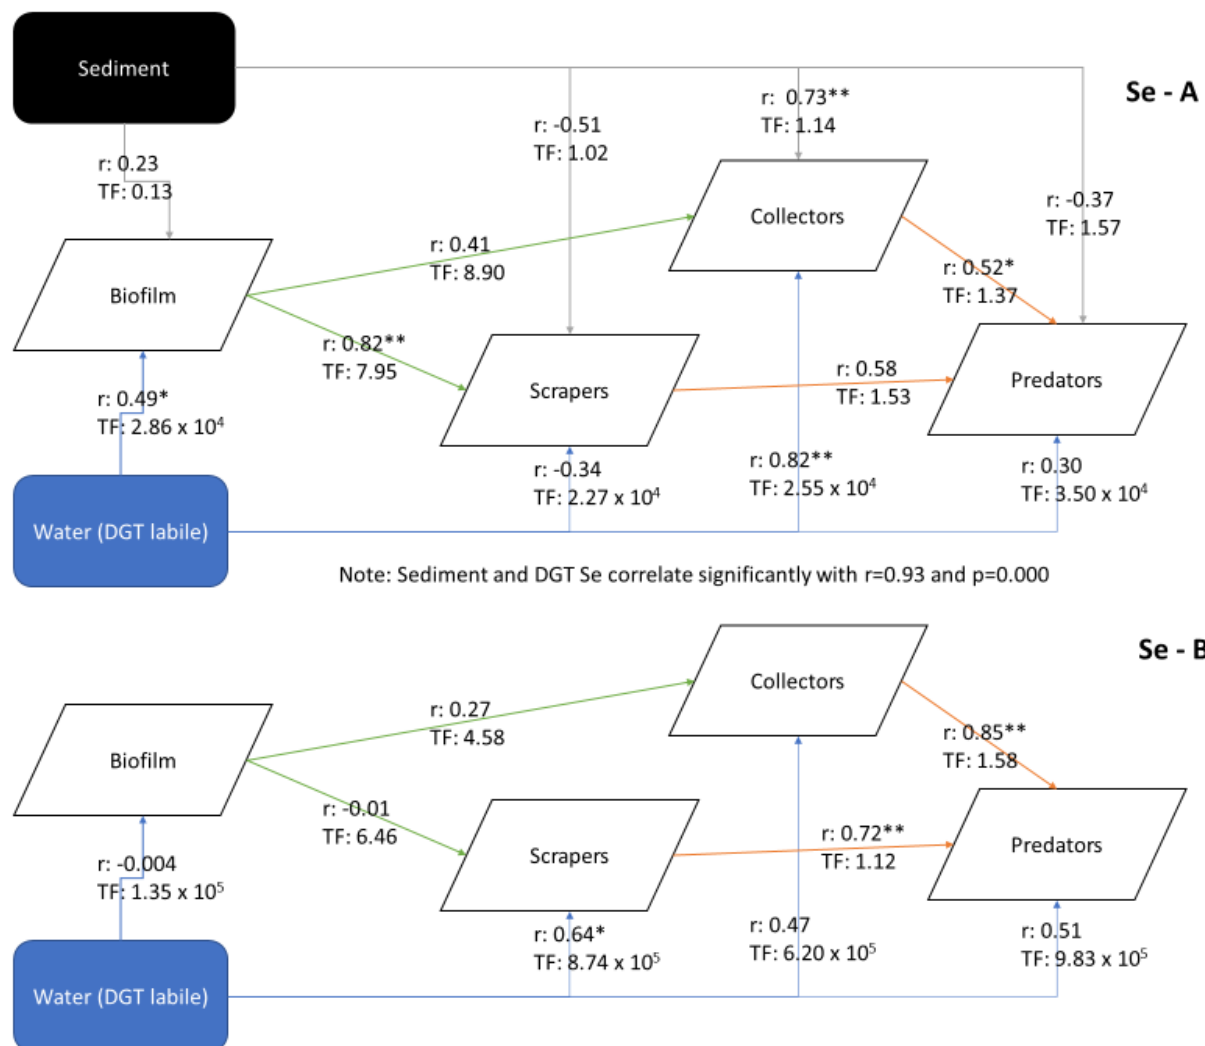 Sediment
Se - A
r: 0.73**
TF: 1.14
r: -0.51
TF: 1.02
r: 0.23
TF: 0.13
r: -0.37
TF: 1.57
Collectors
r: 0.41
TF: 8.90
r: 0.52*
TF: 1.37
Biofilm
r: 0.82**
TF: 7.95
r: 0.58
TF: 1.53
Scrapers
Predators
r: 0.49*
TF: 2.86 x 10⁴
r: -0.34
TF: 2.27 x 10⁴
r: 0.82**
TF: 2.55 x 10⁴
r: 0.30
TF: 3.50 x 10⁴
Water (DGT labile)
Note: Sediment and DGT Se correlate significantly with r=0.93 and p=0.000
Se - B
Collectors
r: 0.27
TF: 4.58
r: 0.85**
TF: 1.58
Biofilm
r: -0.01
TF: 6.46
r: 0.72**
TF: 1.12
Scrapers
Predators
r: -0.004
TF: 1.35 x 10⁵
r: 0.64*
TF: 8.74 x 10⁵
r: 0.47
TF: 6.20 x 10⁵
r: 0.51
TF: 9.83 x 10⁵
Water (DGT labile)